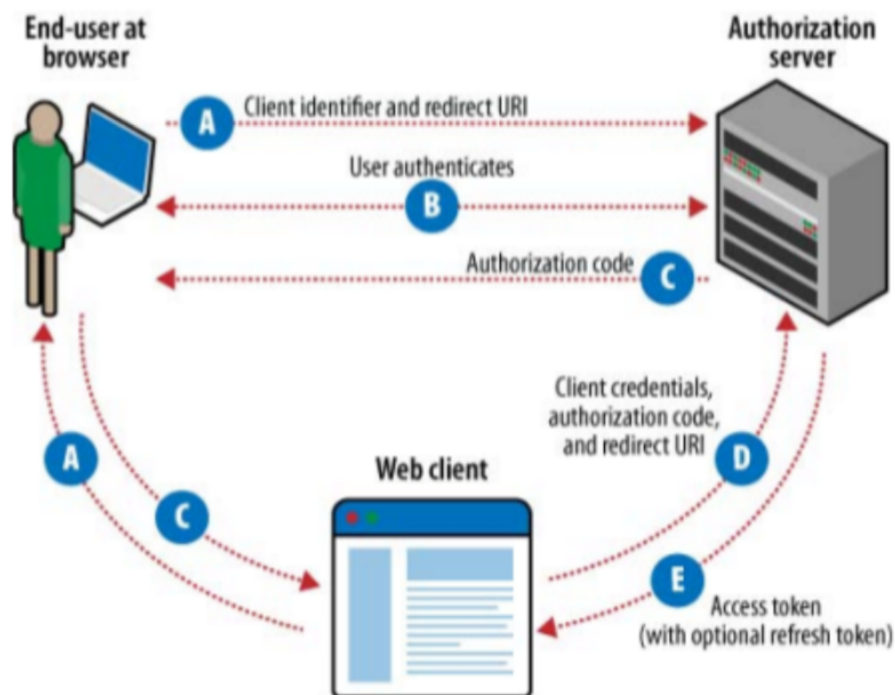 End-user at
browser
Authorization
server
A
Client identifier and redirect URI
User authenticates
B
Authorization code
C
Client credentials,
authorization code,
and redirect URI
D
A
Web client
C
E
Access token
(with optional refresh token)